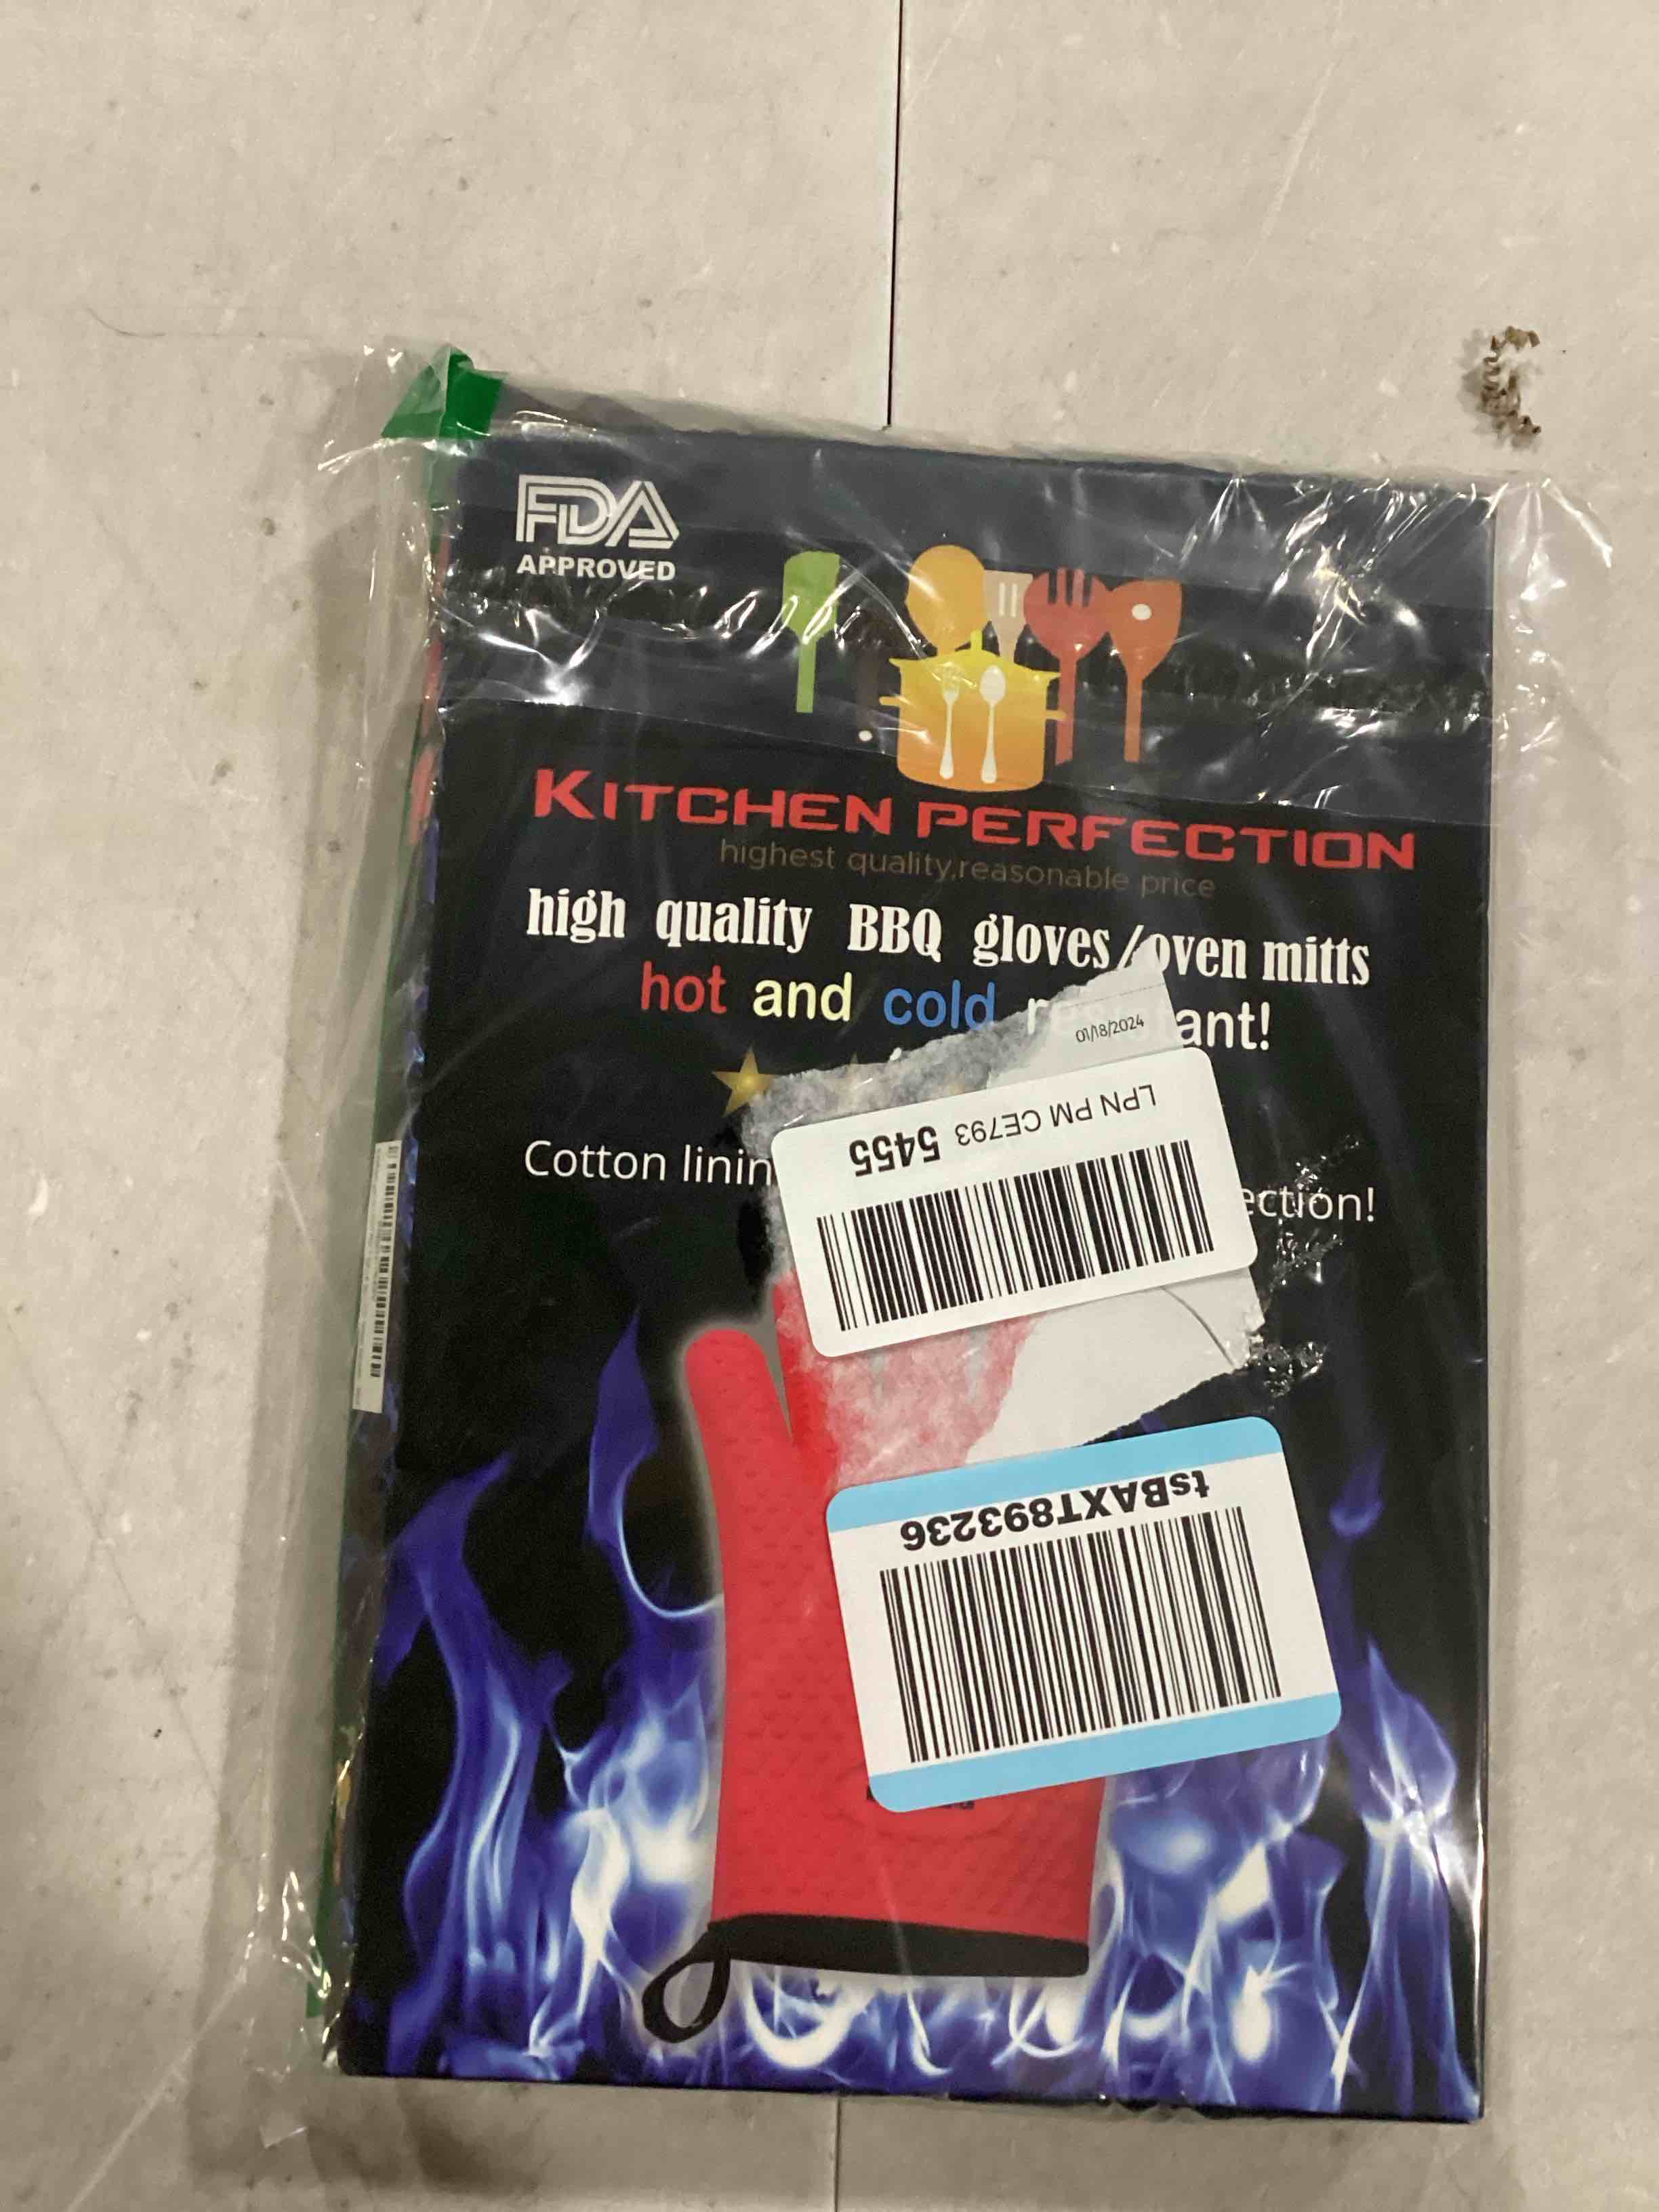 FDA
APPROVED
KITCHEN PERFECTION
highest quality,reasonable price
high quality BBQ gloves/oven mitts
hot and cold
ant!
01/18/2024
LPN PM CE793 5455
Cotton linin
ection!
tsBAXT893236